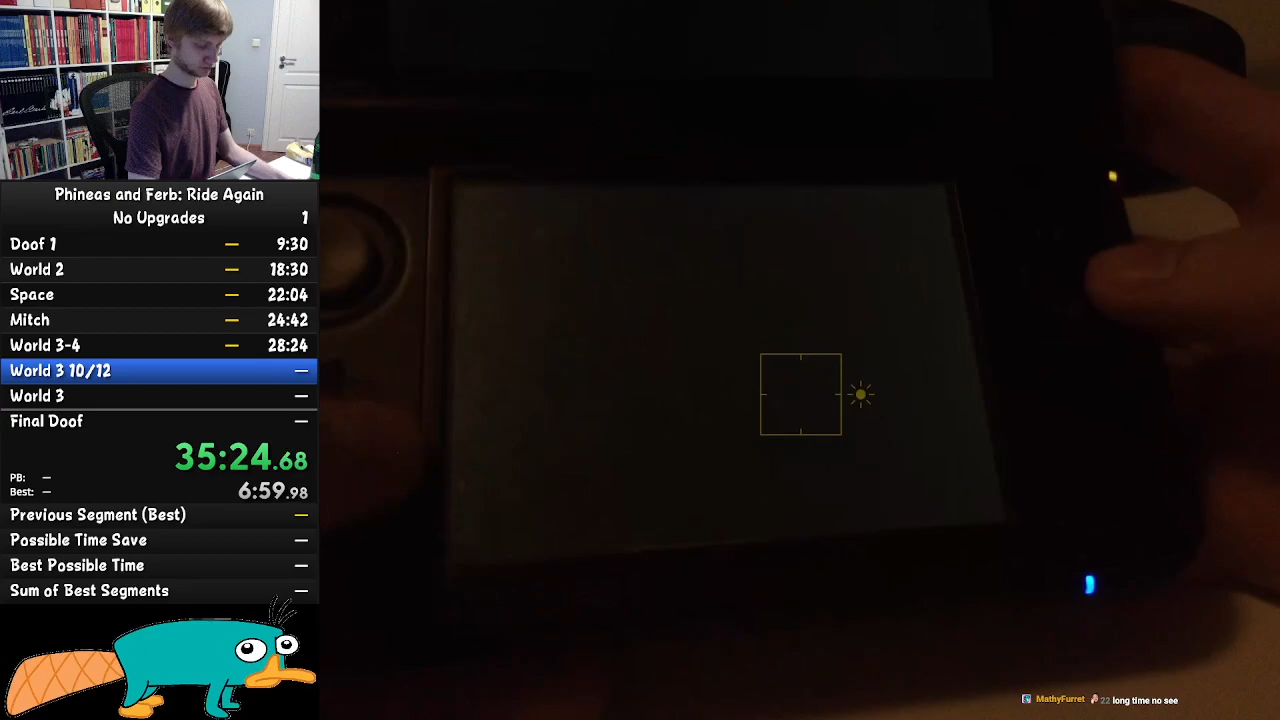 Phineas and Ferb: Ride Again
No Upgrades 1
Doof 1 — 9:30
World 2 — 18:30
Space — 22:04
Mitch — 24:42
World 3-4 — 28:24
World 3 10/12 —
World 3 —
Final Doof —
35:24.68
PB: —
Best: — 6:59.98
Previous Segment (Best) —
Possible Time Save —
Best Possible Time —
Sum of Best Segments —
MathyFurret 22 long time no see